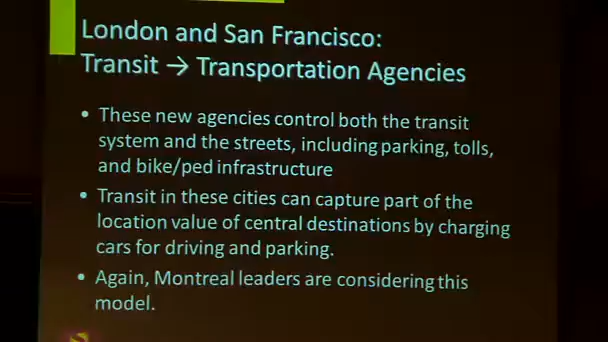 London and San Francisco:
Transit → Transportation Agencies
• These new agencies control both the transit
system and the streets, including parking, tolls,
and bike/ped infrastructure
• Transit in these cities can capture part of the
location value of central destinations by charging
cars for driving and parking.
• Again, Montreal leaders are considering this
model.